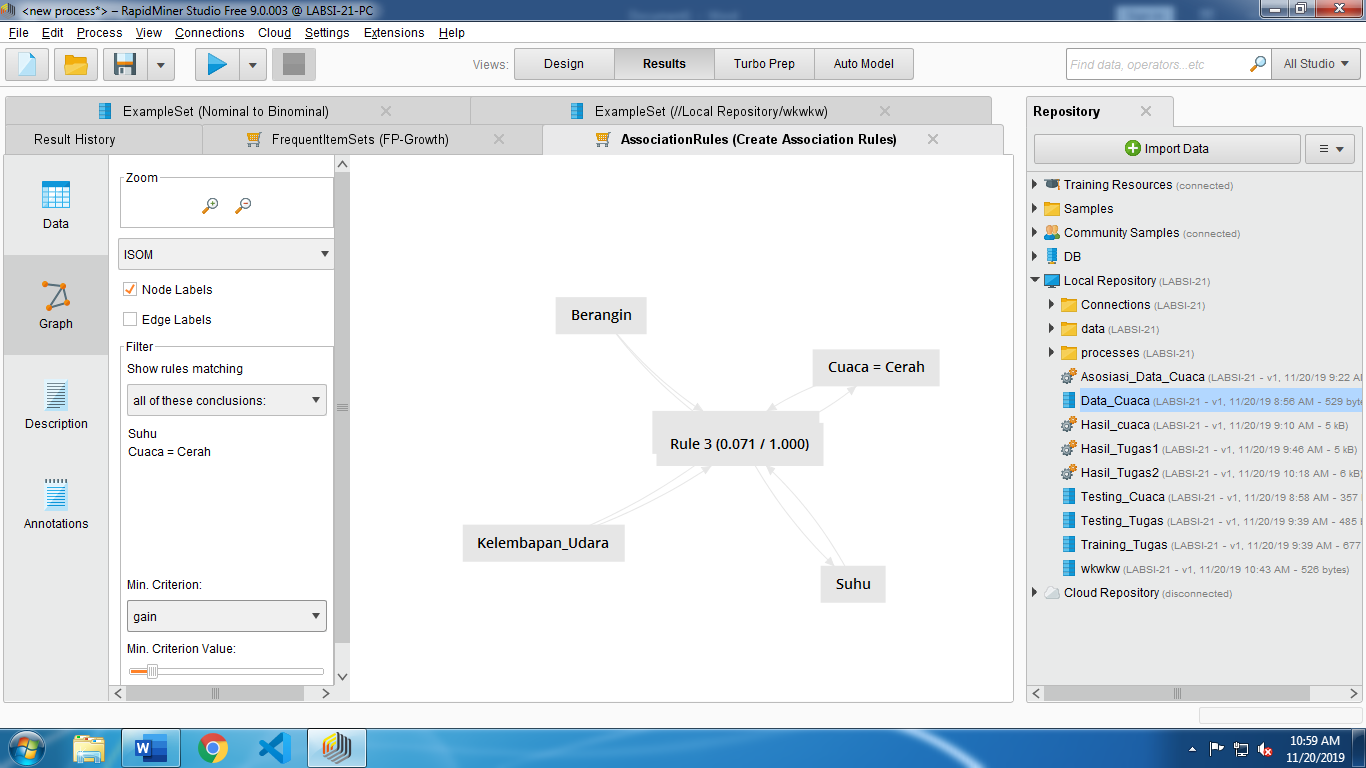 <new process*> – RapidMiner Studio Free 9.0.003 @ LABSI-21-PC
File Edit Process View Connections Cloud Settings Extensions Help
Views: Design Results Turbo Prep Auto Model
Find data, operators...etc All Studio
ExampleSet (Nominal to Binominal) ExampleSet (//Local Repository/wkwkw)
Result History FrequentItemSets (FP-Growth) AssociationRules (Create Association Rules)
Data
Graph
Description
Annotations
Zoom
ISOM
Node Labels
Edge Labels
Filter
Show rules matching
all of these conclusions:
Suhu
Cuaca = Cerah
Min. Criterion:
gain
Min. Criterion Value:
Berangin
Cuaca = Cerah
Rule 3 (0.071 / 1.000)
Kelembapan_Udara
Suhu
Repository
Import Data
Training Resources (connected)
Samples
Community Samples (connected)
DB
Local Repository (LABSI-21)
Connections (LABSI-21)
data (LABSI-21)
processes (LABSI-21)
Asosiasi_Data_Cuaca (LABSI-21 - v1, 11/20/19 9:22 A
Data_Cuaca (LABSI-21 - v1, 11/20/19 8:56 AM - 529 byte
Hasil_cuaca (LABSI-21 - v1, 11/20/19 9:10 AM - 5 kB)
Hasil_Tugas1 (LABSI-21 - v1, 11/20/19 9:46 AM - 5 kB)
Hasil_Tugas2 (LABSI-21 - v1, 11/20/19 10:18 AM - 6 kB)
Testing_Cuaca (LABSI-21 - v1, 11/20/19 8:58 AM - 357
Testing_Tugas (LABSI-21 - v1, 11/20/19 9:39 AM - 485 b
Training_Tugas (LABSI-21 - v1, 11/20/19 9:39 AM - 677
wkwkw (LABSI-21 - v1, 11/20/19 10:43 AM - 526 bytes)
Cloud Repository (disconnected)
10:59 AM
11/20/2019